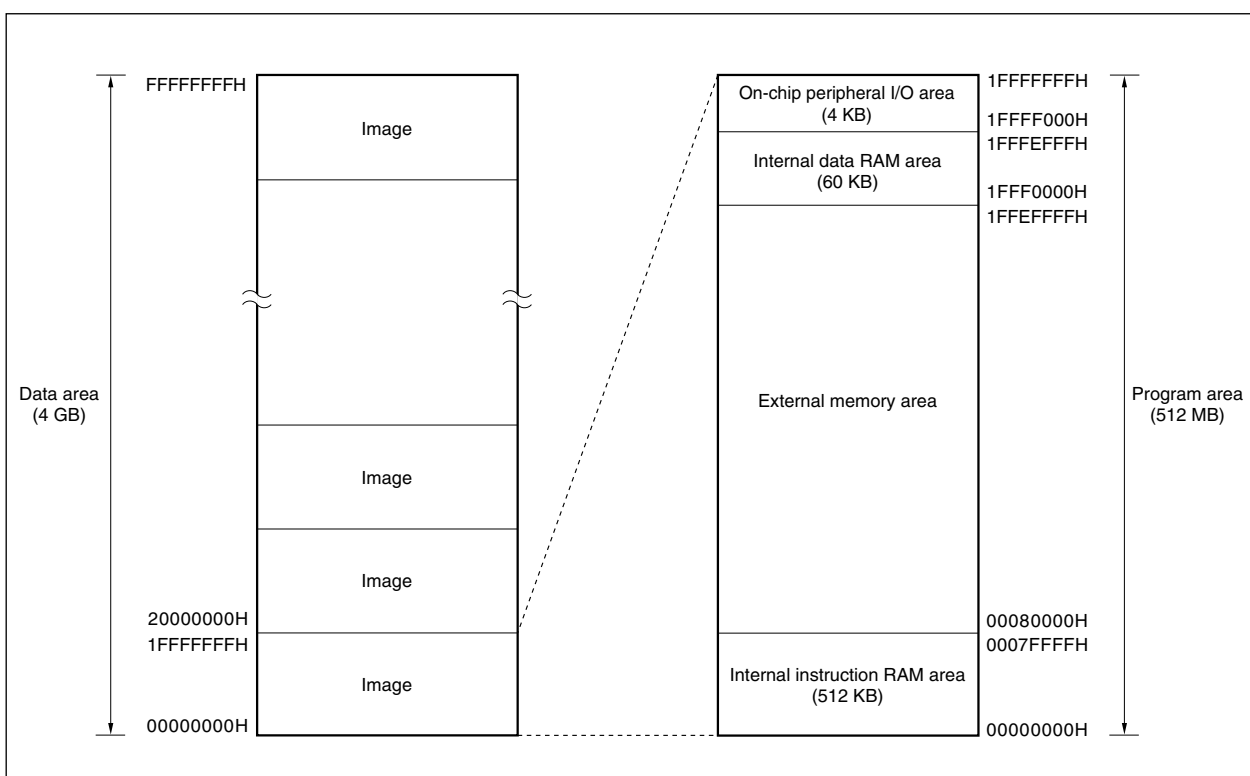 FFFFFFFFH
Image
Image
Image
20000000H
1FFFFFFFH
Image
00000000H
Data area
(4 GB)
On-chip peripheral I/O area
(4 KB)
Internal data RAM area
(60 KB)
External memory area
Internal instruction RAM area
(512 KB)
1FFFFFFFH
1FFFF000H
1FFFEFFFH
1FFF0000H
1FFEFFFFH
00080000H
0007FFFFH
00000000H
Program area
(512 MB)